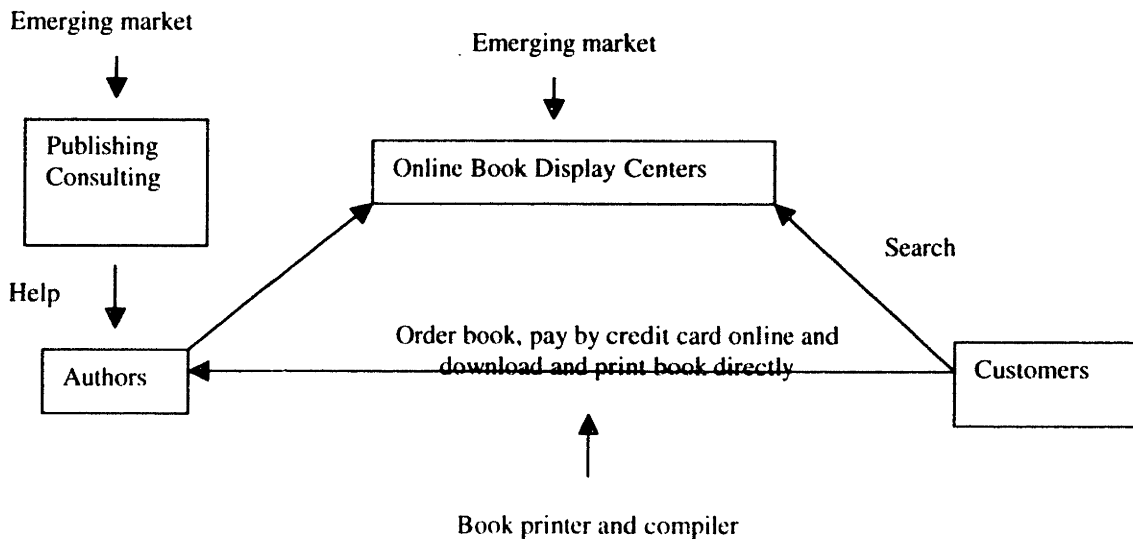 Emerging market
Emerging market
Publishing
Consulting
Online Book Display Centers
Search
Help
Order book, pay by credit card online and
download and print book directly
Authors
Customers
Book printer and compiler